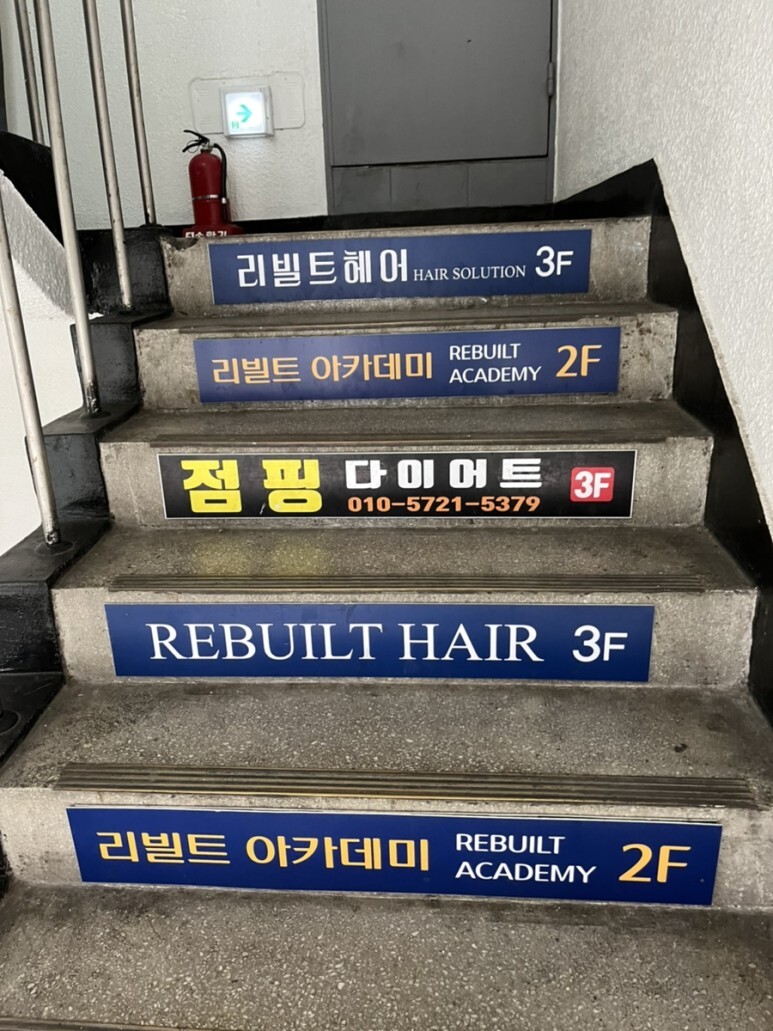 리빌트헤어 HAIR SOLUTION 3F
리빌트 아카데미 REBUILT ACADEMY 2F
점핑 다이어트 3F
010-5721-5379
REBUILT HAIR 3F
리빌트 아카데미 REBUILT ACADEMY 2F